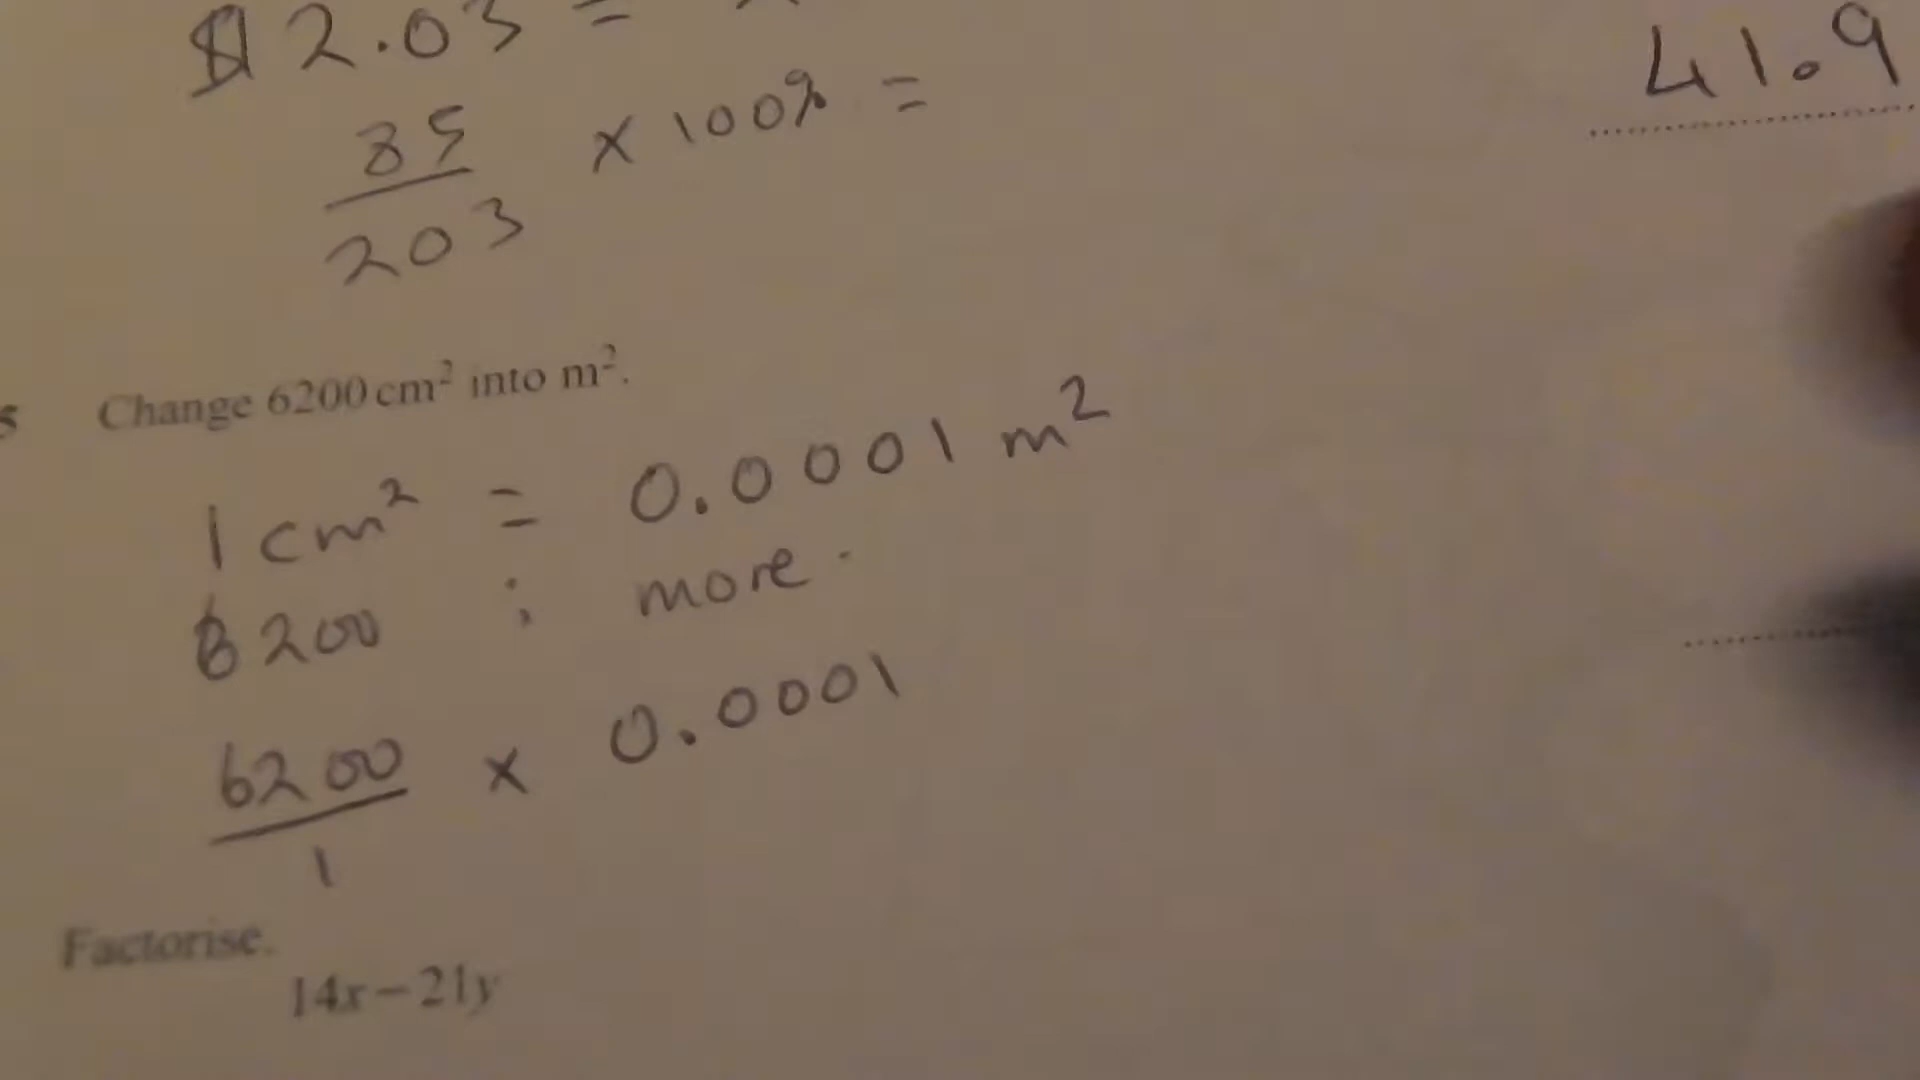 $2.03 =
85/203 × 100% =
41.9
5 Change 6200 cm² into m².
1 cm² = 0.0001 m²
6200 : more.
6200/1 × 0.0001
Factorise.
14x – 21y